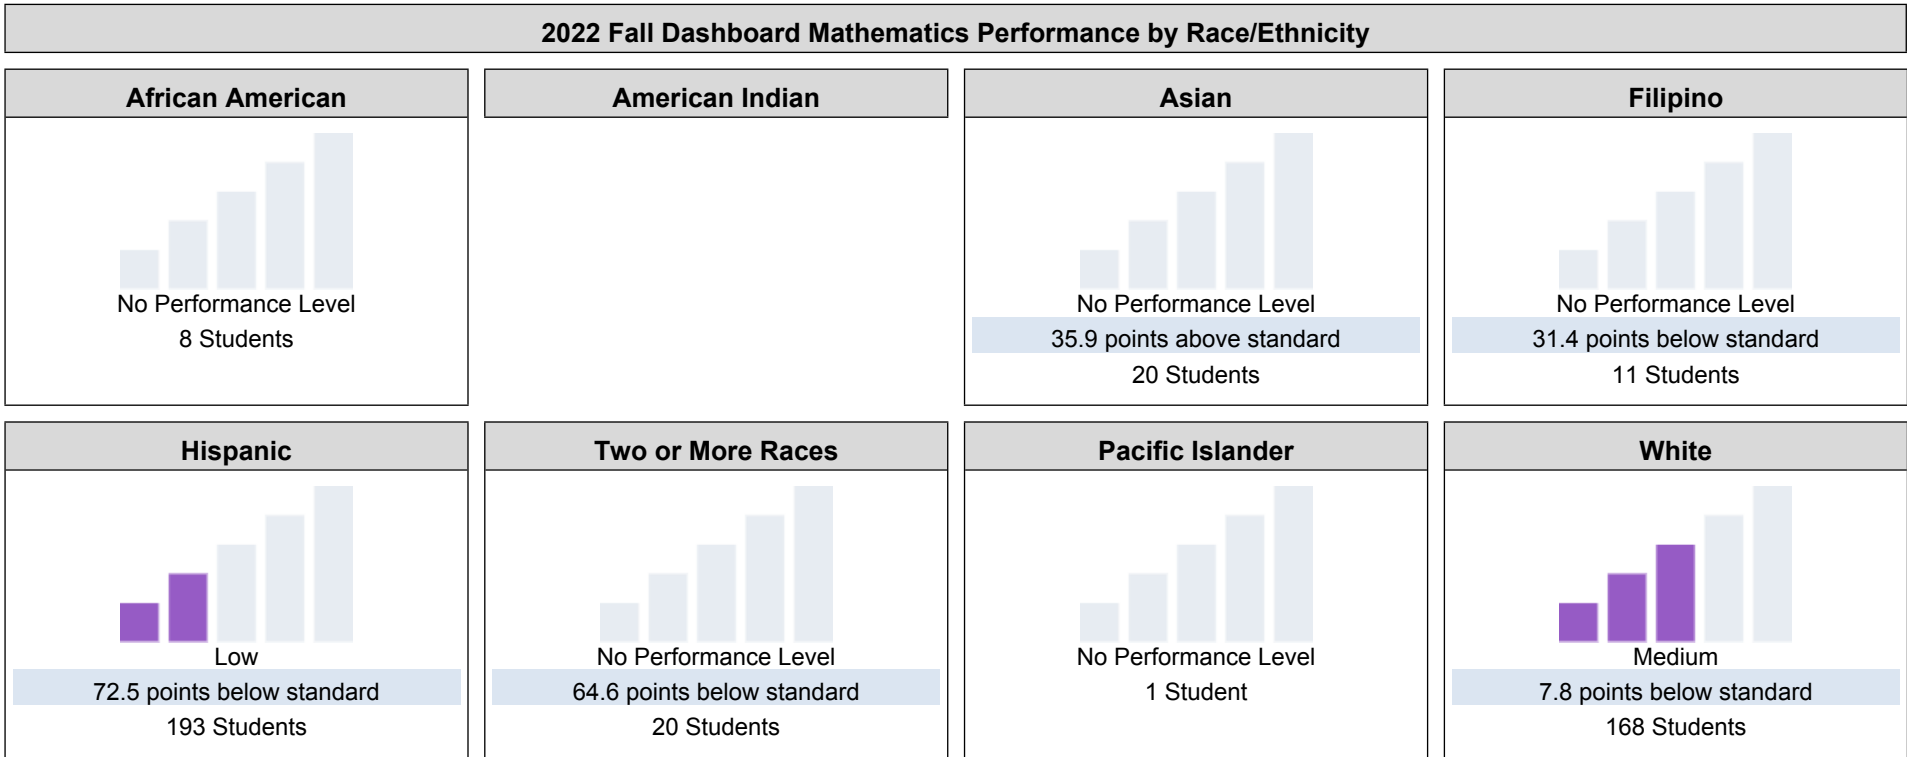 2022 Fall Dashboard Mathematics Performance by Race/Ethnicity
African American
No Performance Level
8 Students
American Indian
Asian
No Performance Level
35.9 points above standard
20 Students
Filipino
No Performance Level
31.4 points below standard
11 Students
Hispanic
Low
72.5 points below standard
193 Students
Two or More Races
No Performance Level
64.6 points below standard
20 Students
Pacific Islander
No Performance Level
1 Student
White
Medium
7.8 points below standard
168 Students